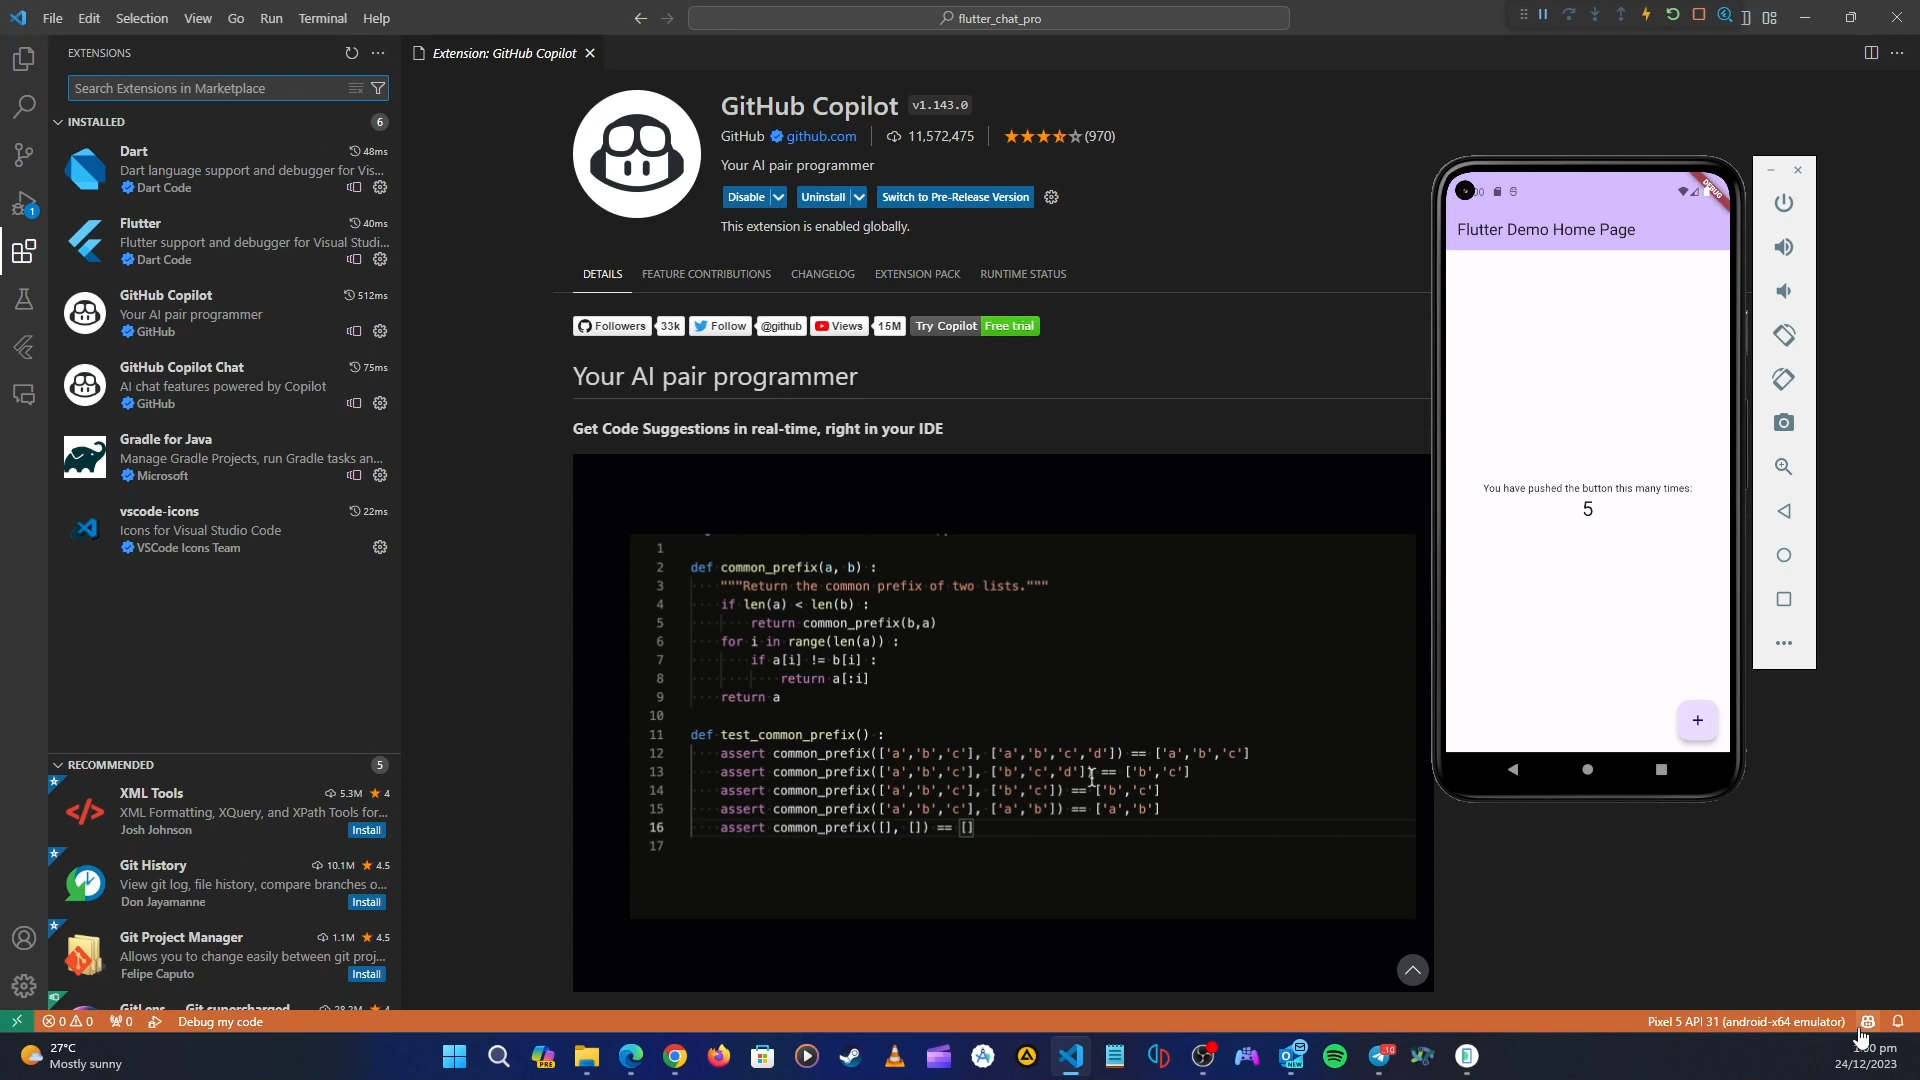 File Edit Selection View Go Run Terminal Help
flutter_chat_pro
EXTENSIONS
Search Extensions in Marketplace
INSTALLED 6
Dart 48ms
Dart language support and debugger for Vis...
Dart Code
Flutter 40ms
Flutter support and debugger for Visual Studi...
Dart Code
GitHub Copilot 512ms
Your AI pair programmer
GitHub
GitHub Copilot Chat 75ms
AI chat features powered by Copilot
GitHub
Gradle for Java
Manage Gradle Projects, run Gradle tasks an...
Microsoft
vscode-icons 22ms
Icons for Visual Studio Code
VSCode Icons Team
RECOMMENDED 5
XML Tools 5.3M 4
XML Formatting, XQuery, and XPath Tools for...
Josh Johnson Install
Git History 10.1M 4.5
View git log, file history, compare branches o...
Don Jayamanne Install
Git Project Manager 1.1M 4.5
Allows you to change easily between git proj...
Felipe Caputo Install
1
Extension: GitHub Copilot
GitHub Copilot v1.143.0
GitHub github.com 11,572,475 (970)
Your AI pair programmer
Disable Uninstall Switch to Pre-Release Version
This extension is enabled globally.
DETAILS FEATURE CONTRIBUTIONS CHANGELOG EXTENSION PACK RUNTIME STATUS
Followers 33k Follow @github Views 15M Try Copilot Free trial
Your AI pair programmer
Get Code Suggestions in real-time, right in your IDE
1
2 def common_prefix(a, b) :
3 """Return the common prefix of two lists."""
4 if len(a) < len(b) :
5 return common_prefix(b,a)
6 for i in range(len(a)) :
7 if a[i] != b[i] :
8 return a[:i]
9 return a
10
11 def test_common_prefix() :
12 assert common_prefix(['a','b','c'], ['a','b','c','d']) == ['a','b','c']
13 assert common_prefix(['a','b','c'], ['b','c','d']) == ['b','c']
14 assert common_prefix(['a','b','c'], ['b','c']) == ['b','c']
15 assert common_prefix(['a','b','c'], ['a','b']) == ['a','b']
16 assert common_prefix([], []) == []
17
DEBUG
Flutter Demo Home Page
You have pushed the button this many times:
5
+
0 0 0 Debug my code
Pixel 5 API 31 (android-x64 emulator)
27°C
Mostly sunny
PRE
NEW
10
24/12/2023